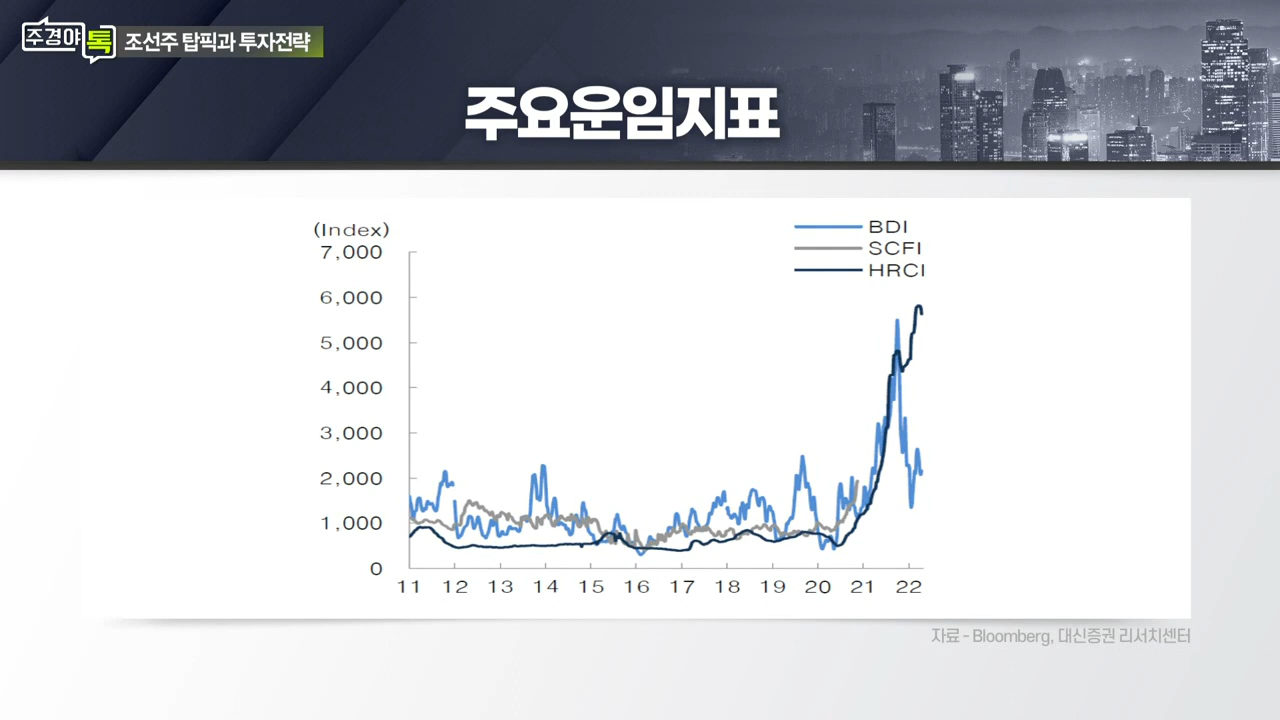 주경야톡 조선주 탑픽과 투자전략
주요운임지표
(Index)
BDI
SCFI
HRCI
7,000
6,000
5,000
4,000
3,000
2,000
1,000
0
11 12 13 14 15 16 17 18 19 20 21 22
자료 - Bloomberg, 대신증권 리서치센터